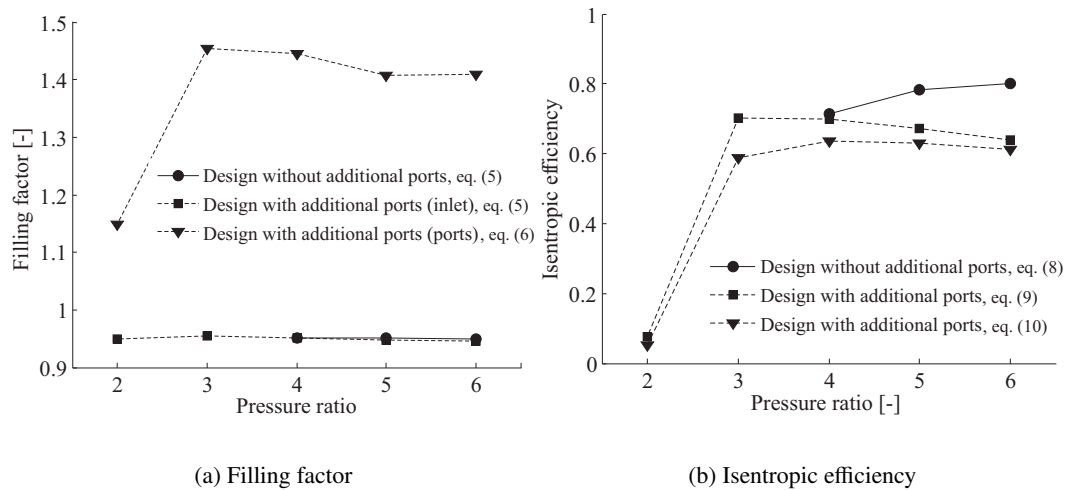 1.5
1.4
1.3
1.2
1.1
1
0.9
2 3 4 5 6
Filling factor [-]
Pressure ratio
Design without additional ports, eq. (5)
Design with additional ports (inlet), eq. (5)
Design with additional ports (ports), eq. (6)
(a) Filling factor
1
0.8
0.6
0.4
0.2
0
2 3 4 5 6
Isentropic efficiency
Pressure ratio [-]
Design without additional ports, eq. (8)
Design with additional ports, eq. (9)
Design with additional ports, eq. (10)
(b) Isentropic efficiency